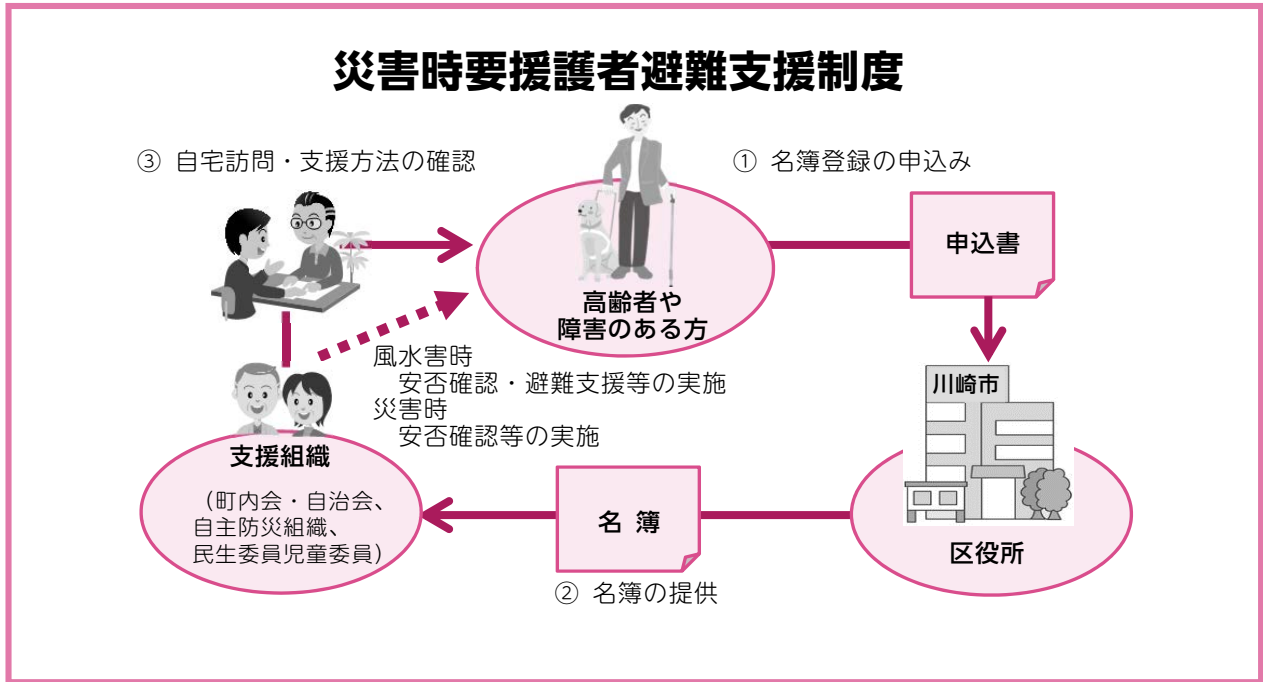 災害時要援護者避難支援制度
③ 自宅訪問・支援方法の確認
① 名簿登録の申込み
申込書
高齢者や
障害のある方
風水害時
安否確認・避難支援等の実施
災害時
安否確認等の実施
川崎市
支援組織
(町内会・自治会、
自主防災組織、
民生委員児童委員)
名 簿
区役所
② 名簿の提供